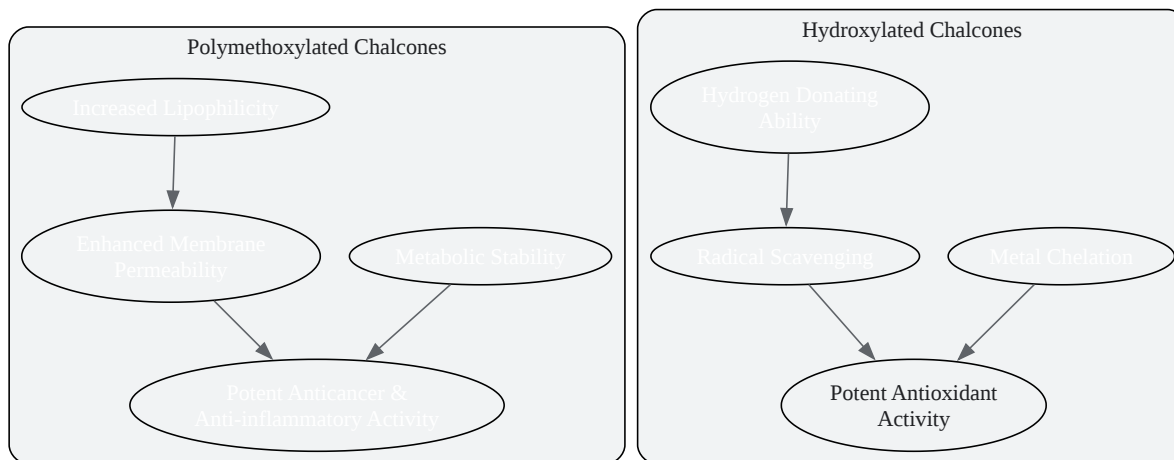 Polymethoxylated Chalcones
Increased Lipophilicity
Enhanced Membrane
Permeability
Metabolic Stability
Potent Anticancer &
Anti-inflammatory Activity
Hydroxylated Chalcones
Hydrogen Donating
Ability
Radical Scavenging
Metal Chelation
Potent Antioxidant
Activity